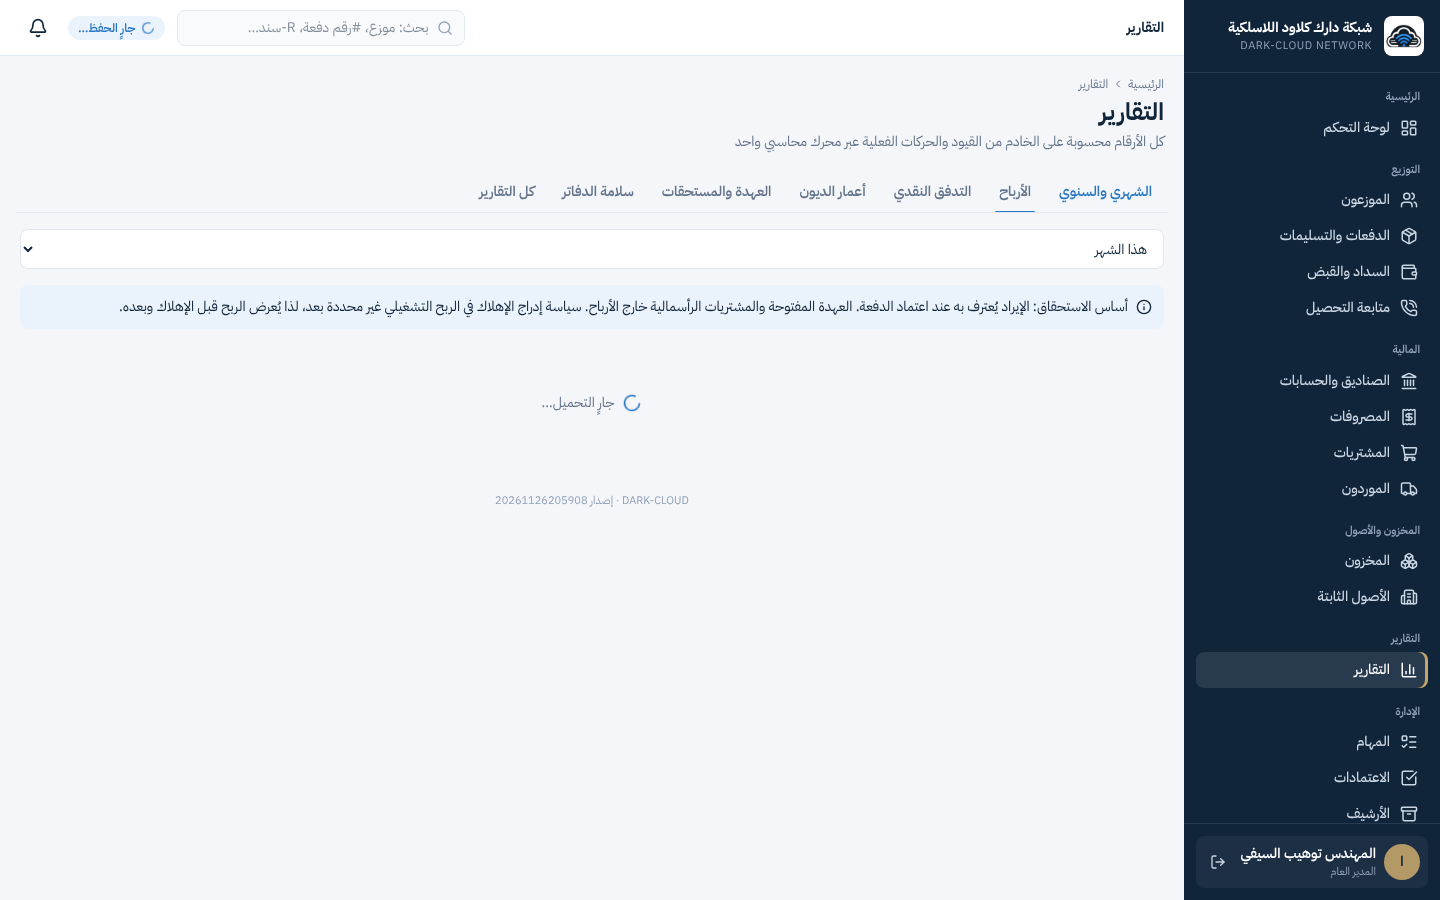 شبكة دارك كلاود اللاسلكية
DARK-CLOUD NETWORK
الرئيسية
لوحة التحكم
التوزيع
الموزعون
الدفعات والتسليمات
السداد والقبض
متابعة التحصيل
المالية
الصناديق والحسابات
المصروفات
المشتريات
الموردون
المخزون والأصول
المخزون
الأصول الثابتة
التقارير
التقارير
الإدارة
المهام
الاعتمادات
الأرشيف
ا
المهندس توهيب السيفي
المدير العام
التقارير
بحث: موزع، #رقم دفعة، R-سند...
جارٍ الحفظ...
الرئيسية › التقارير
التقارير
كل الأرقام محسوبة على الخادم من القيود والحركات الفعلية عبر محرك محاسبي واحد
الشهري والسنوي الأرباح التدفق النقدي أعمار الديون العهدة والمستحقات سلامة الدفاتر كل التقارير
هذا الشهر
أساس الاستحقاق: الإيراد يُعترف به عند اعتماد الدفعة. العهدة المفتوحة والمشتريات الرأسمالية خارج الأرباح. سياسة إدراج الإهلاك في الربح التشغيلي غير محددة بعد، لذا يُعرض الربح قبل الإهلاك وبعده.
جارٍ التحميل...
DARK-CLOUD · إصدار 20261126205908